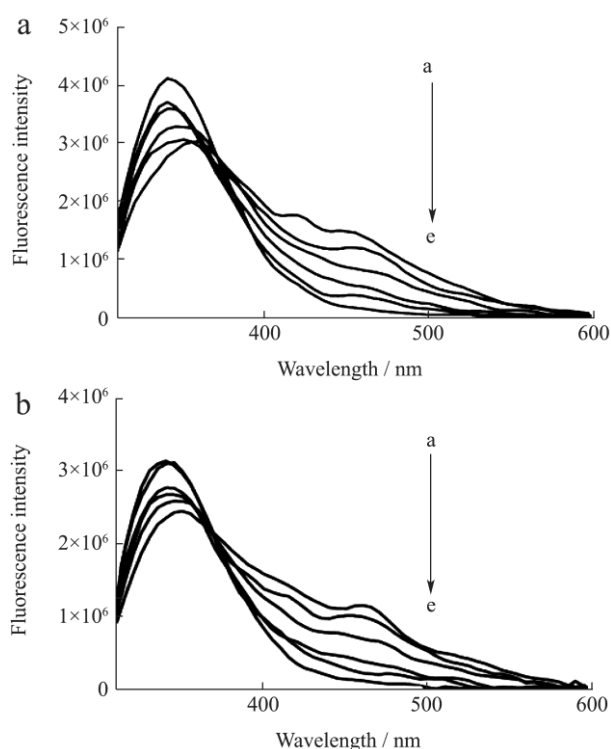 a
5×10⁶
4×10⁶
3×10⁶
2×10⁶
1×10⁶
0
Fluorescence intensity
a
e
400
500
600
Wavelength / nm
b
4×10⁶
3×10⁶
2×10⁶
1×10⁶
0
Fluorescence intensity
a
e
400
500
600
Wavelength / nm